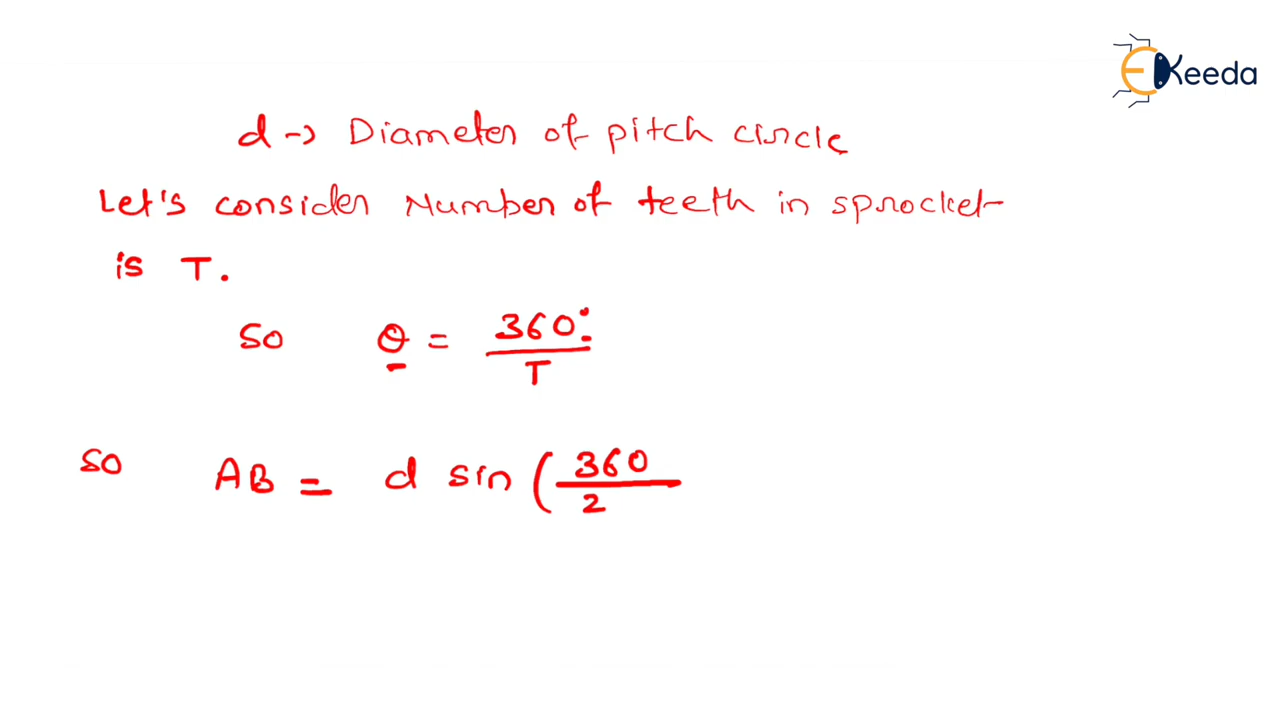 EKeeda
d → Diameter of pitch circle
Let's consider Number of teeth in sprocket
is T.
so θ = 360° / T
so AB = d sin ( 360 / 2